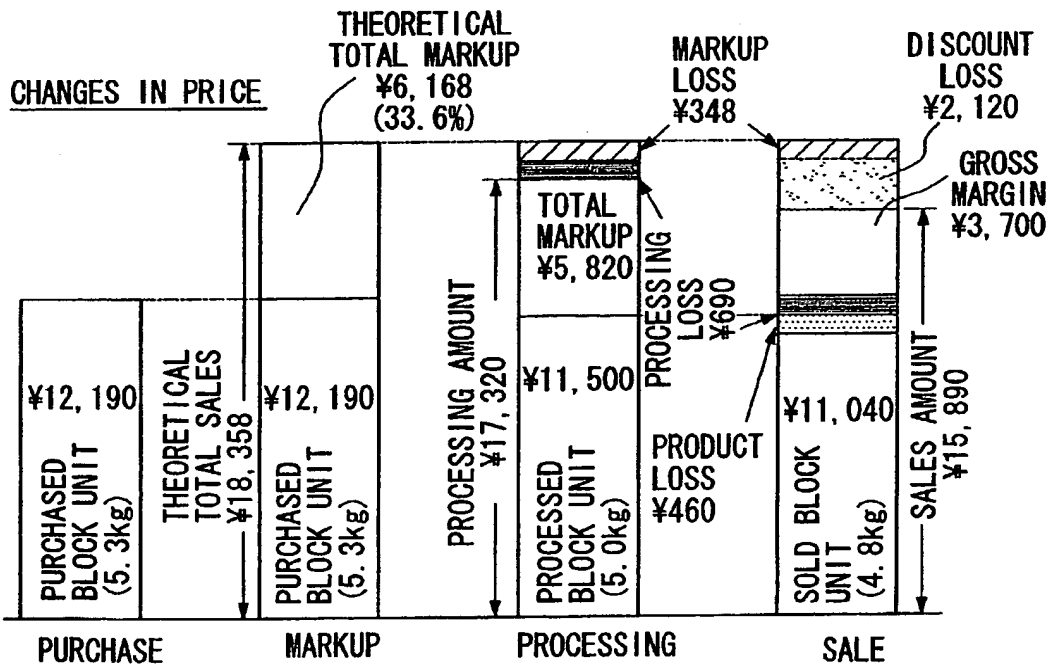 CHANGES IN PRICE
THEORETICAL
TOTAL MARKUP
¥6, 168
(33. 6%)
MARKUP
LOSS
¥348
DISCOUNT
LOSS
¥2, 120
GROSS
MARGIN
¥3, 700
¥12, 190
PURCHASED
BLOCK UNIT
(5. 3kg)
THEORETICAL
TOTAL SALES
¥18, 358
¥12, 190
PURCHASED
BLOCK UNIT
(5. 3kg)
PROCESSING AMOUNT
¥17, 320
TOTAL
MARKUP
¥5, 820
¥11, 500
PROCESSED
BLOCK UNIT
(5. 0kg)
PROCESSING
LOSS
¥690
PRODUCT
LOSS
¥460
¥11, 040
SOLD BLOCK
UNIT
(4. 8kg)
SALES AMOUNT
¥15, 890
PURCHASE
MARKUP
PROCESSING
SALE